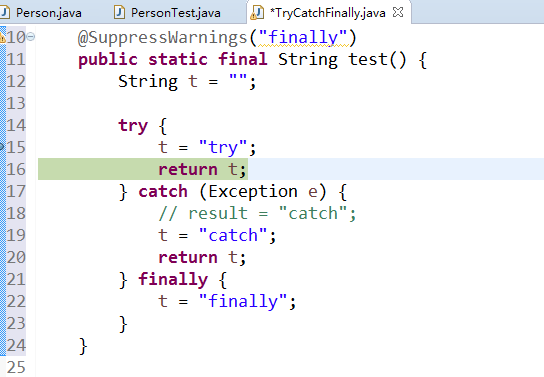 Person.java PersonTest.java *TryCatchFinally.java
10 @SuppressWarnings("finally")
11 public static final String test() {
12 String t = "";
13
14 try {
15 t = "try";
16 return t;
17 } catch (Exception e) {
18 // result = "catch";
19 t = "catch";
20 return t;
21 } finally {
22 t = "finally";
23 }
24 }
25